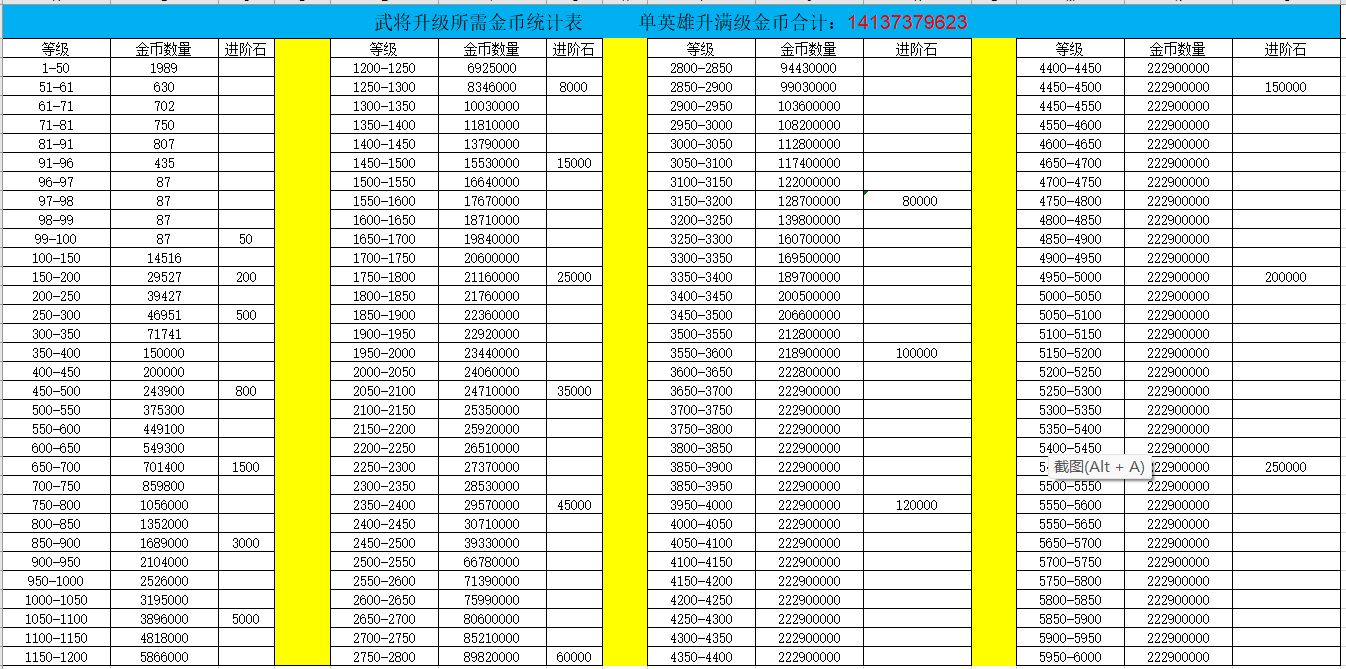 武将升级所需金币统计表 单英雄升满级金币合计：14137379623
等级 金币数量 进阶石 等级 金币数量 进阶石 等级 金币数量 进阶石 等级 金币数量 进阶石
1-50 1989 1200-1250 6925000 2800-2850 94430000 4400-4450 222900000
51-61 630 1250-1300 8346000 8000 2850-2900 99030000 4450-4500 222900000 150000
61-71 702 1300-1350 10030000 2900-2950 103600000 4450-4550 222900000
71-81 750 1350-1400 11810000 2950-3000 108200000 4550-4600 222900000
81-91 807 1400-1450 13790000 3000-3050 112800000 4600-4650 222900000
91-96 435 1450-1500 15530000 15000 3050-3100 117400000 4650-4700 222900000
96-97 87 1500-1550 16640000 3100-3150 122000000 4700-4750 222900000
97-98 87 1550-1600 17670000 3150-3200 128700000 80000 4750-4800 222900000
98-99 87 1600-1650 18710000 3200-3250 139800000 4800-4850 222900000
99-100 87 50 1650-1700 19840000 3250-3300 160700000 4850-4900 222900000
100-150 14516 1700-1750 20600000 3300-3350 169500000 4900-4950 222900000
150-200 29527 200 1750-1800 21160000 25000 3350-3400 189700000 4950-5000 222900000 200000
200-250 39427 1800-1850 21760000 3400-3450 200500000 5000-5050 222900000
250-300 46951 500 1850-1900 22360000 3450-3500 206600000 5050-5100 222900000
300-350 71741 1900-1950 22920000 3500-3550 212800000 5100-5150 222900000
350-400 150000 1950-2000 23440000 3550-3600 218900000 100000 5150-5200 222900000
400-450 200000 2000-2050 24060000 3600-3650 222800000 5200-5250 222900000
450-500 243900 800 2050-2100 24710000 35000 3650-3700 222900000 5250-5300 222900000
500-550 375300 2100-2150 25350000 3700-3750 222900000 5300-5350 222900000
550-600 449100 2150-2200 25920000 3750-3800 222900000 5350-5400 222900000
600-650 549300 2200-2250 26510000 3800-3850 222900000 5400-5450 222900000
650-700 701400 1500 2250-2300 27370000 3850-3900 222900000 截图(Alt + A) 222900000 250000
700-750 859800 2300-2350 28530000 3850-3950 222900000 5500-5550 222900000
750-800 1056000 2350-2400 29570000 45000 3950-4000 222900000 120000 5550-5600 222900000
800-850 1352000 2400-2450 30710000 4000-4050 222900000 5550-5650 222900000
850-900 1689000 3000 2450-2500 39330000 4050-4100 222900000 5650-5700 222900000
900-950 2104000 2500-2550 66780000 4100-4150 222900000 5700-5750 222900000
950-1000 2526000 2550-2600 71390000 4150-4200 222900000 5750-5800 222900000
1000-1050 3195000 2600-2650 75990000 4200-4250 222900000 5800-5850 222900000
1050-1100 3896000 5000 2650-2700 80600000 4250-4300 222900000 5850-5900 222900000
1100-1150 4818000 2700-2750 85210000 4300-4350 222900000 5900-5950 222900000
1150-1200 5866000 2750-2800 89820000 60000 4350-4400 222900000 5950-6000 222900000